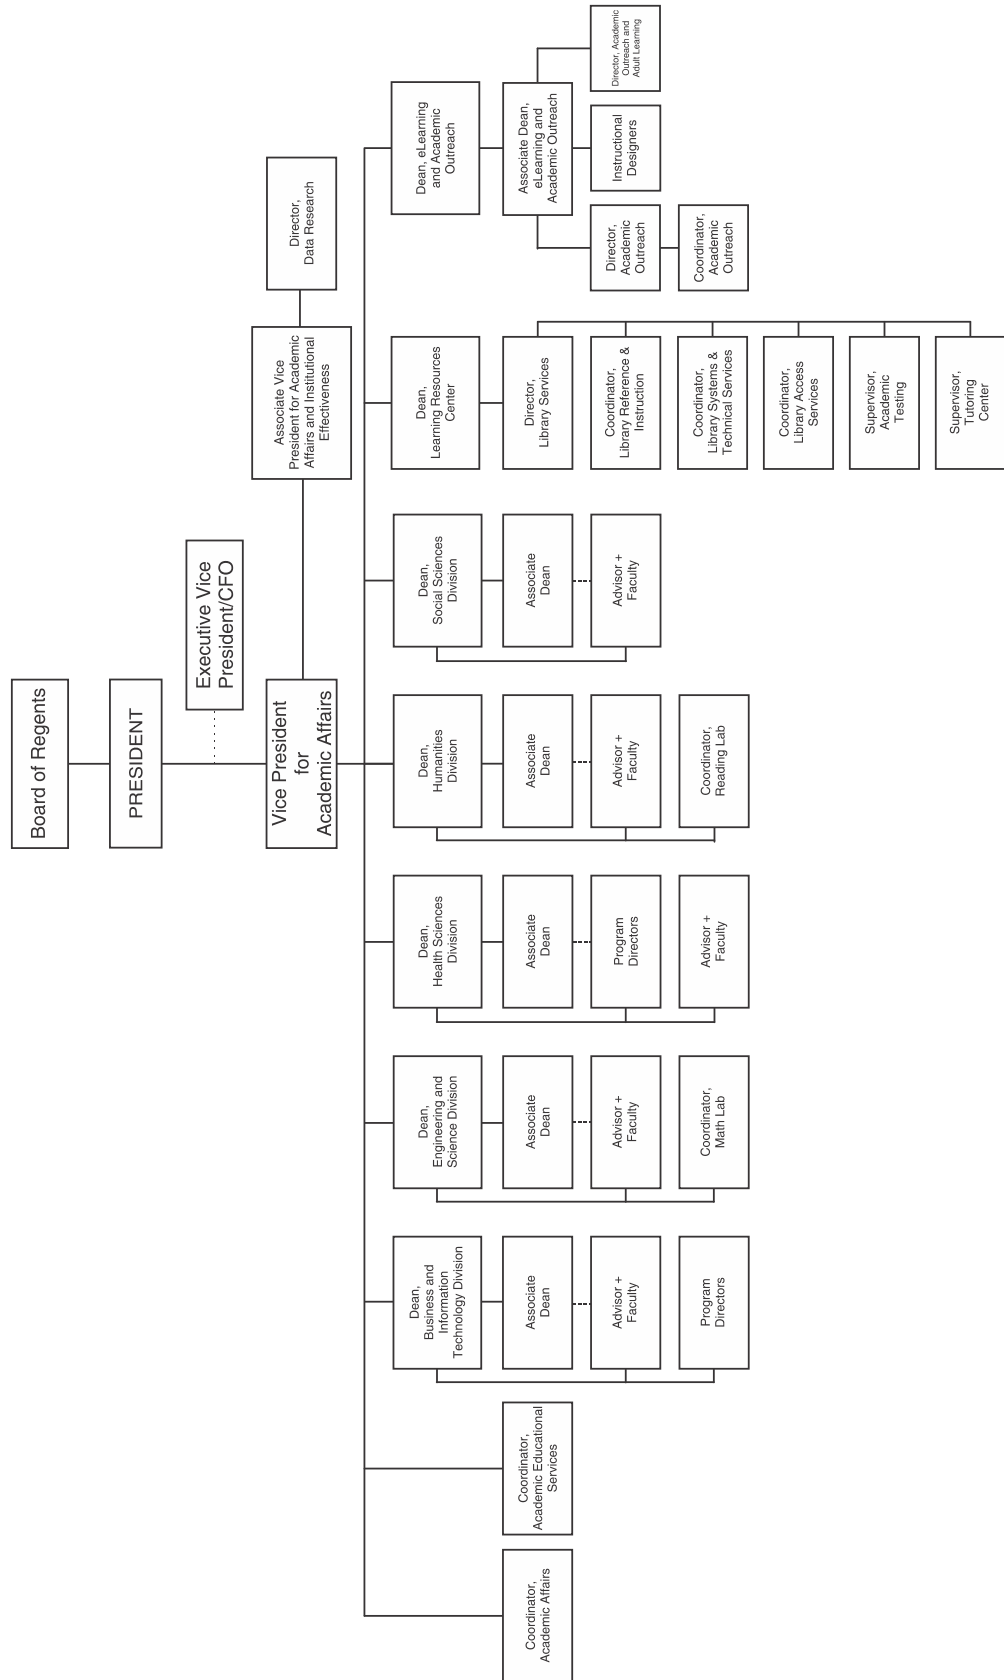 Board of Regents
PRESIDENT
Executive Vice
President/CFO
Vice President
for
Academic Affairs
Associate Vice
President for Academic
Affairs and Institutional
Effectiveness
Director,
Data Research
Coordinator,
Academic Affairs
Coordinator,
Academic Educational
Services
Dean,
Business and
Information
Technology Division
Associate
Dean
Advisor +
Faculty
Program
Directors
Dean,
Engineering and
Science Division
Associate
Dean
Advisor +
Faculty
Coordinator,
Math Lab
Dean,
Health Sciences
Division
Associate
Dean
Program
Directors
Advisor +
Faculty
Dean,
Humanities
Division
Associate
Dean
Advisor +
Faculty
Coordinator,
Reading Lab
Dean,
Social Sciences
Division
Associate
Dean
Advisor +
Faculty
Dean,
Learning Resources
Center
Director,
Library Services
Coordinator,
Library Reference &
Instruction
Coordinator,
Library Systems &
Technical Services
Coordinator,
Library Access
Services
Supervisor,
Academic
Testing
Supervisor,
Tutoring
Center
Dean, eLearning
and Academic
Outreach
Associate Dean,
eLearning and
Academic Outreach
Director,
Academic
Outreach
Coordinator,
Academic
Outreach
Instructional
Designers
Director, Academic
Outreach and
Adult Learning